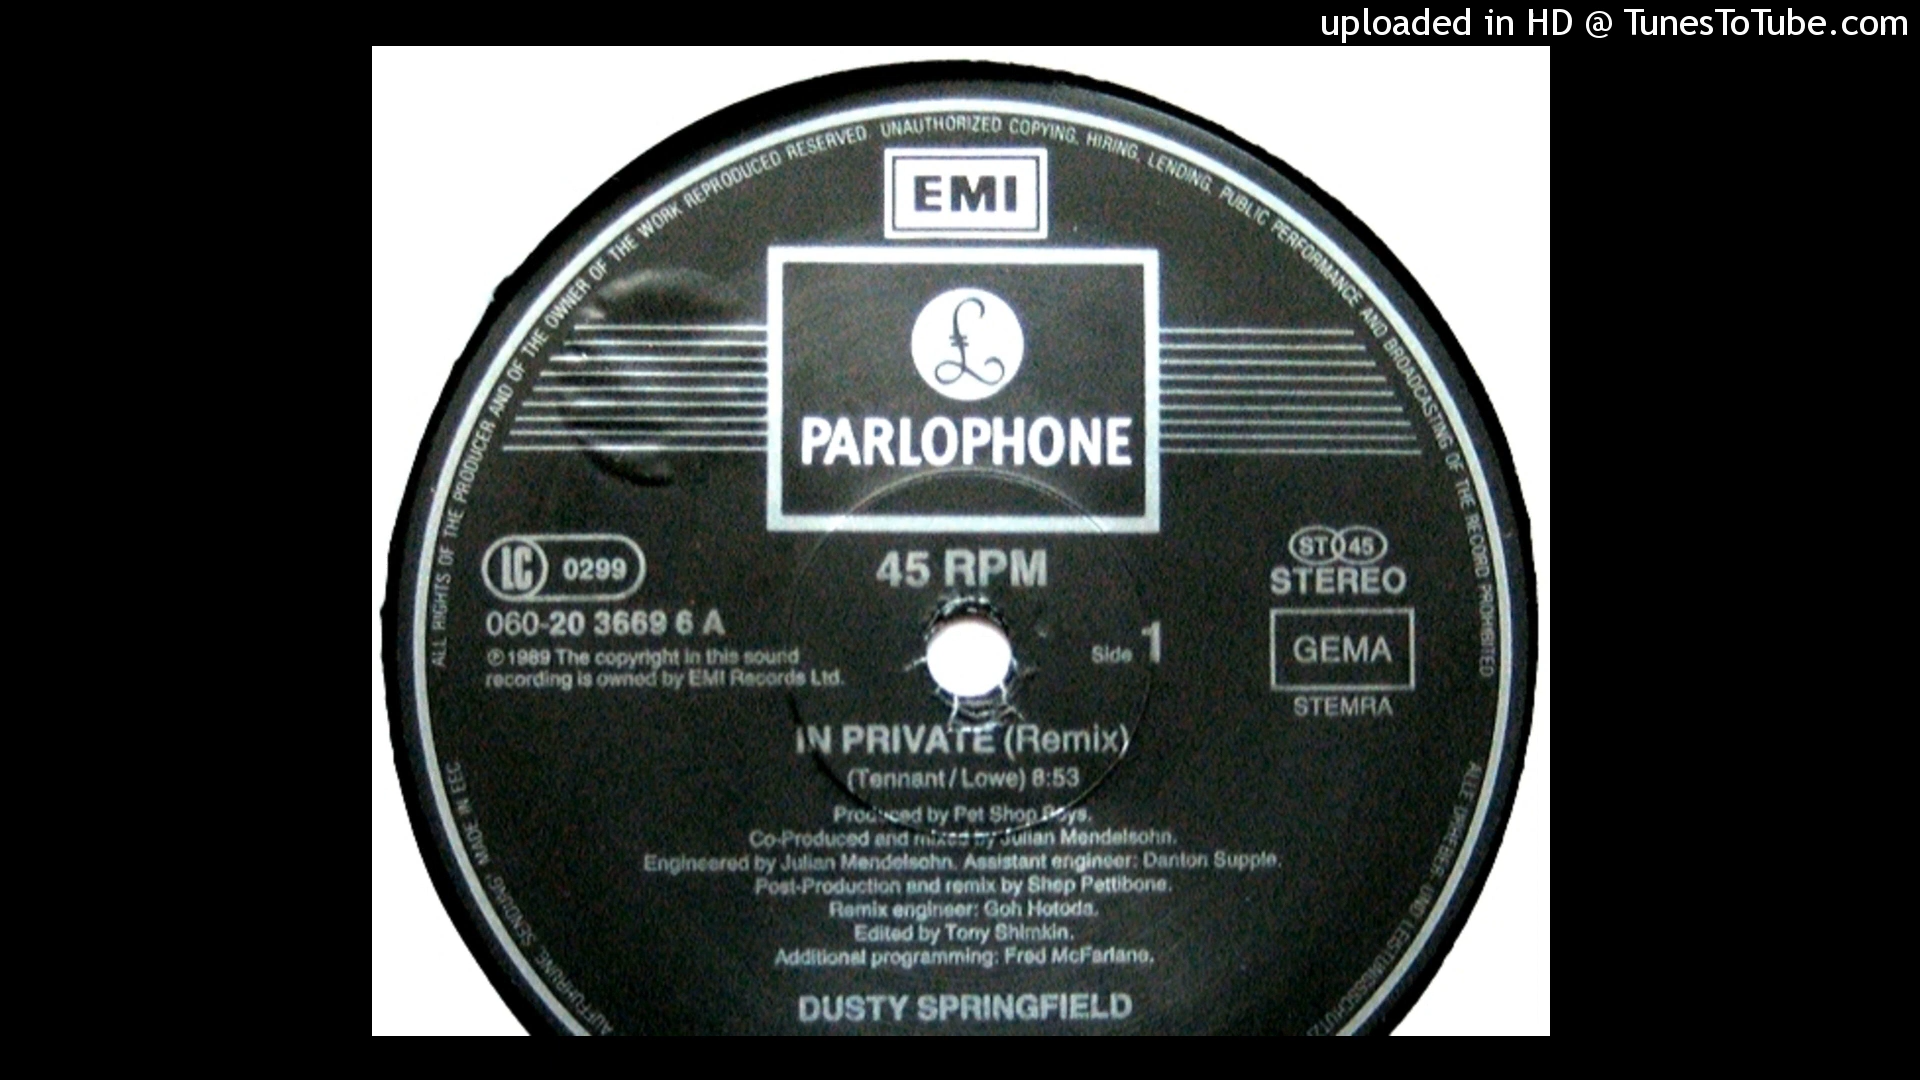 uploaded in HD @ TunesToTube.com
ALL RIGHTS OF THE PRODUCER AND OF THE OWNER OF THE WORK REPRODUCED RESERVED. UNAUTHORIZED COPYING, HIRING, LENDING, PUBLIC PERFORMANCE AND BROADCASTING OF THE RECORD PROHIBITED
EMI
£
PARLOPHONE
45 RPM
LC 0299
ST 45
STEREO
060-20 3669 6 A
℗ 1989 The copyright in this sound
recording is owned by EMI Records Ltd.
Side 1
GEMA
STEMRA
IN PRIVATE (Remix)
(Tennant / Lowe) 8:53
Produced by Pet Shop Boys.
Co-Produced and mixed by Julian Mendelsohn.
Engineered by Julian Mendelsohn. Assistant engineer: Danton Supple.
Post-Production and remix by Shep Pettibone.
Remix engineer: Goh Hotoda.
Edited by Tony Shimkin.
Additional programming: Fred McFarlane.
DUSTY SPRINGFIELD
MADE IN EEC
SENDUNG